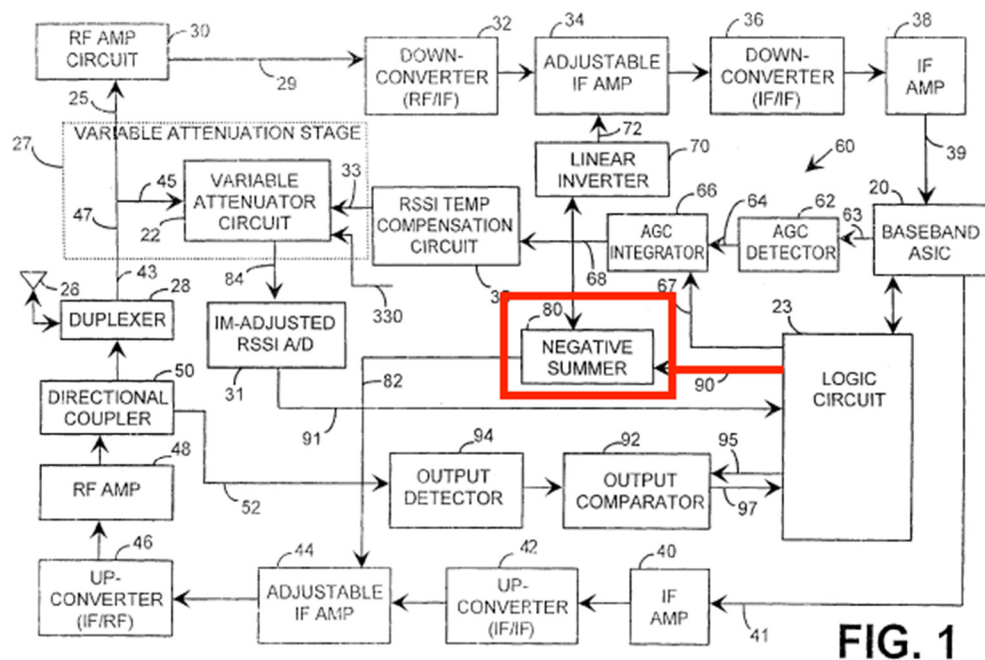 RF AMP
CIRCUIT
30
29
32
DOWN-
CONVERTER
(RF/IF)
34
ADJUSTABLE
IF AMP
36
DOWN-
CONVERTER
(IF/IF)
38
IF
AMP
25
27
VARIABLE ATTENUATION STAGE
45
47
VARIABLE
ATTENUATOR
CIRCUIT
22
33
RSSI TEMP
COMPENSATION
CIRCUIT
72
LINEAR
INVERTER
70
60
39
66
AGC
INTEGRATOR
64
62
AGC
DETECTOR
63
20
BASEBAND
ASIC
68
67
43
84
330
28
28
DUPLEXER
IM-ADJUSTED
RSSI A/D
31
80
NEGATIVE
SUMMER
82
90
23
LOGIC
CIRCUIT
50
DIRECTIONAL
COUPLER
91
48
RF AMP
52
94
OUTPUT
DETECTOR
92
OUTPUT
COMPARATOR
95
97
46
UP-
CONVERTER
(IF/RF)
44
ADJUSTABLE
IF AMP
42
UP-
CONVERTER
(IF/IF)
40
IF
AMP
41
FIG. 1